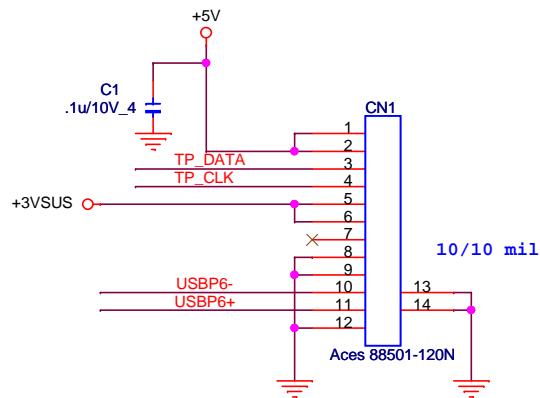 +5V
C1
.1u/10V_4
CN1
1
2
TP_DATA
3
TP_CLK
4
+3VSUS
5
6
7
10/10 mil
8
9
USBP6-
10
13
USBP6+
11
14
12
Aces 88501-120N